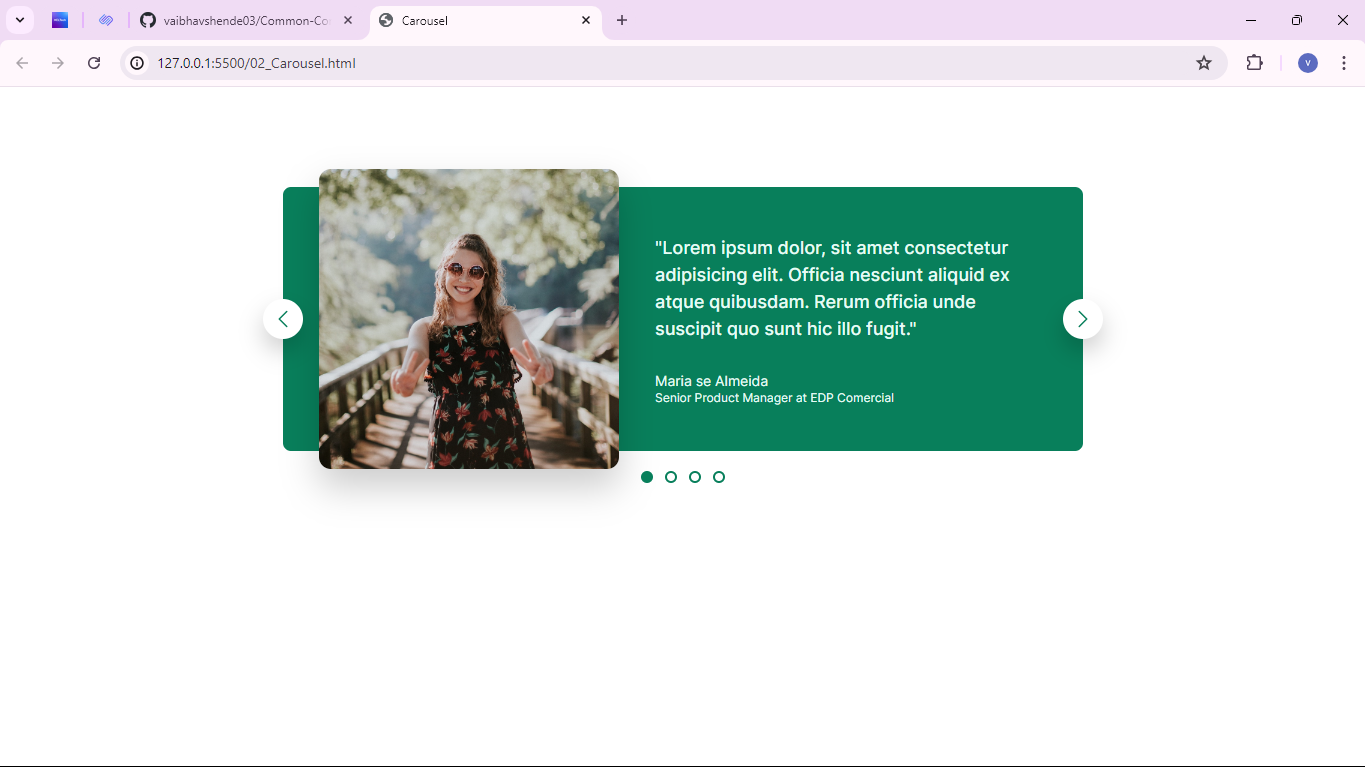 vaibhavshende03/Common-Co
Carousel
127.0.0.1:5500/02_Carousel.html
V
"Lorem ipsum dolor, sit amet consectetur
adipisicing elit. Officia nesciunt aliquid ex
atque quibusdam. Rerum officia unde
suscipit quo sunt hic illo fugit."
Maria se Almeida
Senior Product Manager at EDP Comercial